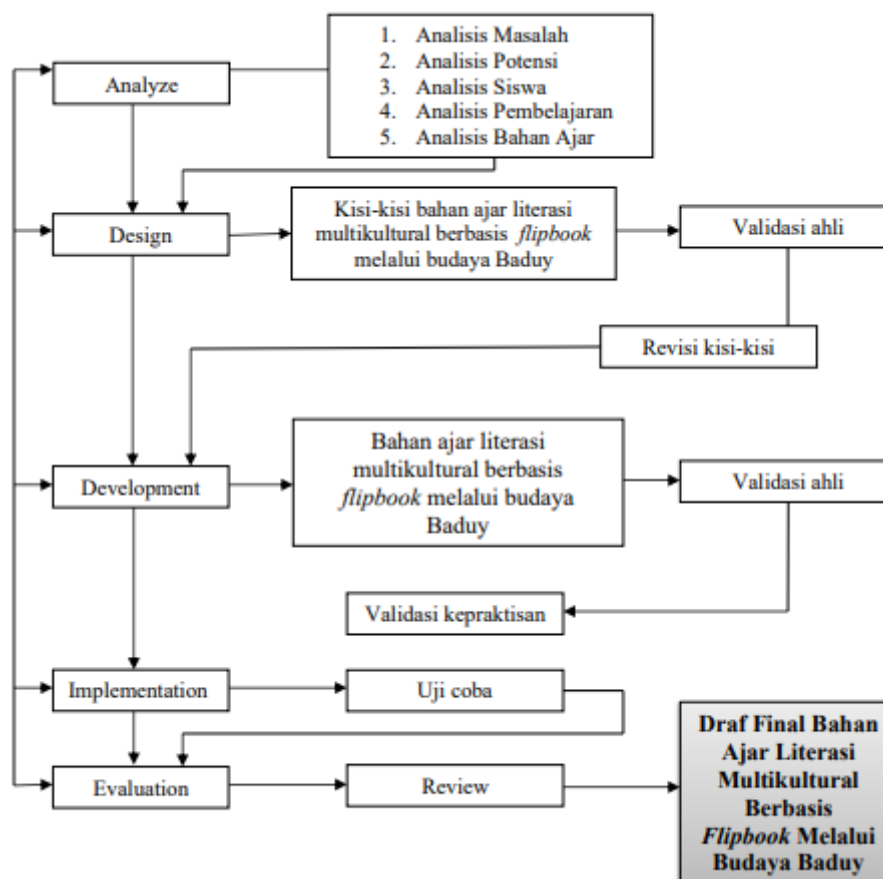 1. Analisis Masalah
2. Analisis Potensi
3. Analisis Siswa
4. Analisis Pembelajaran
5. Analisis Bahan Ajar
Analyze
Design
Kisi-kisi bahan ajar literasi
multikultural berbasis flipbook
melalui budaya Baduy
Validasi ahli
Revisi kisi-kisi
Development
Bahan ajar literasi
multikultural berbasis
flipbook melalui budaya
Baduy
Validasi ahli
Validasi kepraktisan
Implementation
Uji coba
Evaluation
Review
Draf Final Bahan
Ajar Literasi
Multikultural
Berbasis
Flipbook Melalui
Budaya Baduy